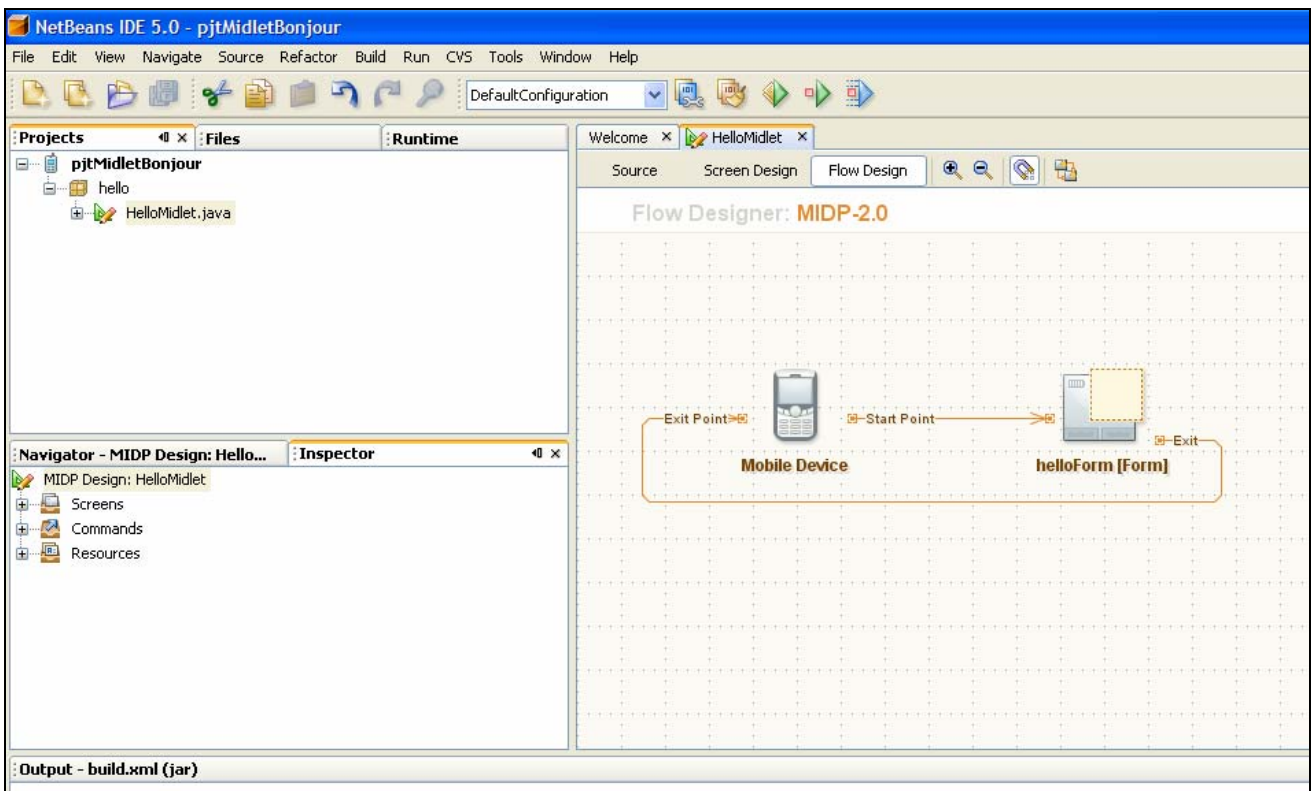 NetBeans IDE 5.0 - pjtMidletBonjour
File Edit View Navigate Source Refactor Build Run CVS Tools Window Help
DefaultConfiguration
Projects Files Runtime
pjtMidletBonjour
hello
HelloMidlet.java
Navigator - MIDP Design: Hello... Inspector
MIDP Design: HelloMidlet
Screens
Commands
Resources
Welcome HelloMidlet
Source Screen Design Flow Design
Flow Designer: MIDP-2.0
Exit Point Start Point
Exit
Mobile Device helloForm [Form]
Output - build.xml (jar)